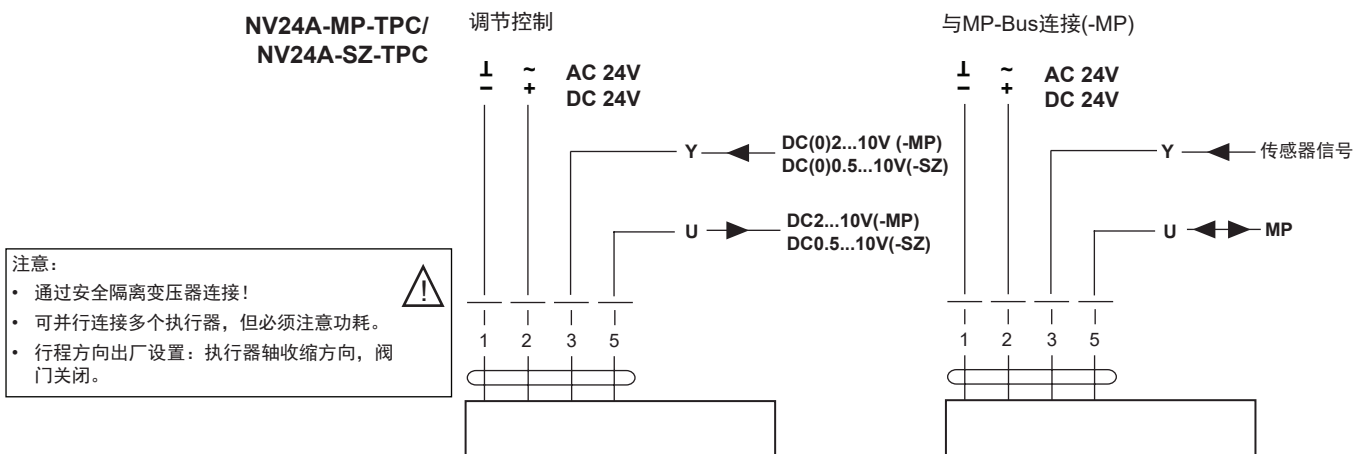 NV24A-MP-TPC/
NV24A-SZ-TPC
调节控制
⊥ ~ AC 24V
− + DC 24V
Y DC(0)2...10V (-MP)
DC(0)0.5...10V(-SZ)
U DC2...10V(-MP)
DC0.5...10V(-SZ)
1 2 3 5
与MP-Bus连接(-MP)
⊥ ~ AC 24V
− + DC 24V
Y 传感器信号
U MP
1 2 3 5
注意：
• 通过安全隔离变压器连接！
• 可并行连接多个执行器，但必须注意功耗。
• 行程方向出厂设置：执行器轴收缩方向，阀
门关闭。